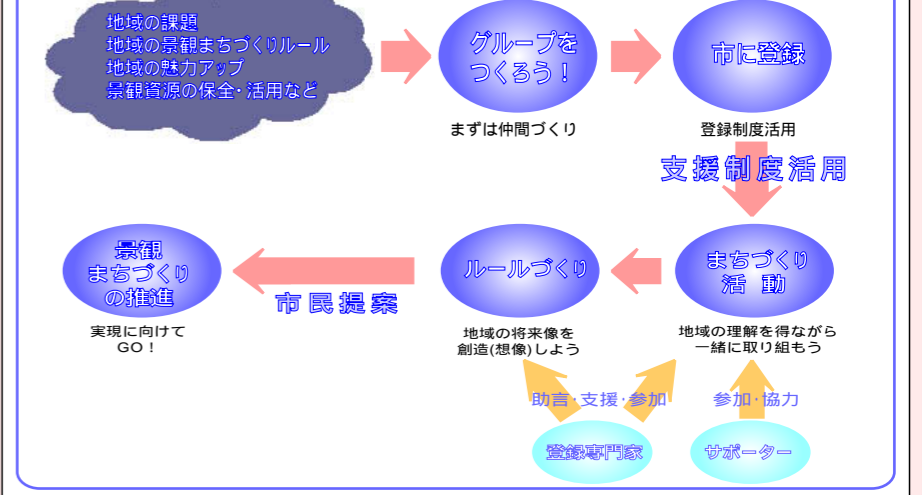 地域の課題
地域の景観まちづくりルール
地域の魅力アップ
景観資源の保全・活用など
グループを
つくろう！
まずは仲間づくり
市に登録
登録制度活用
支援制度活用
まちづくり
活 動
地域の理解を得ながら
一緒に取り組もう
ルールづくり
地域の将来像を
創造(想像)しよう
市民提案
景観
まちづくり
の推進
実現に向けて
GO！
助言・支援・参加
参加・協力
登録専門家
サポーター